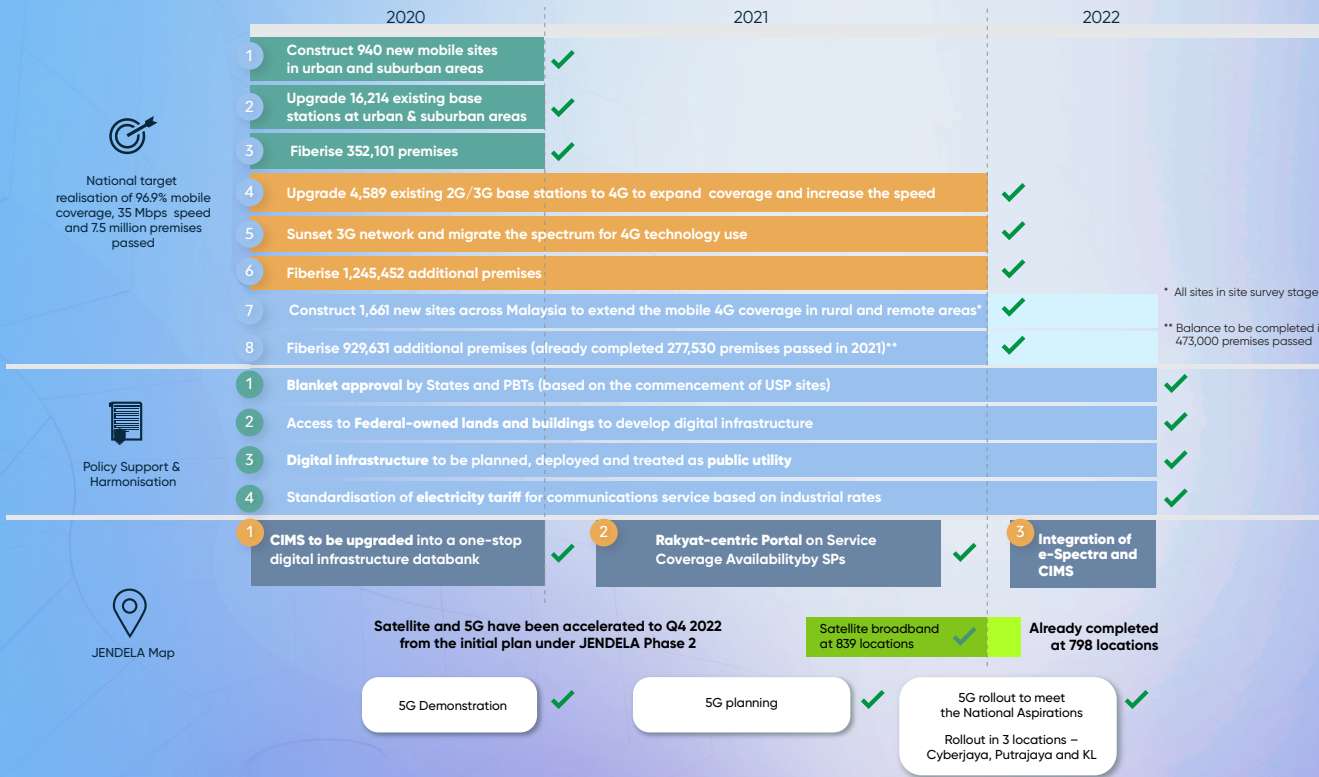 2020
2021
2022
1
Construct 940 new mobile sites
in urban and suburban areas
2
Upgrade 16,214 existing base
stations at urban & suburban areas
3
Fiberise 352,101 premises
National target
realisation of 96.9% mobile
coverage, 35 Mbps speed
and 7.5 million premises
passed
4
Upgrade 4,589 existing 2G/3G base stations to 4G to expand coverage and increase the speed
5
Sunset 3G network and migrate the spectrum for 4G technology use
6
Fiberise 1,245,452 additional premises
7
Construct 1,661 new sites across Malaysia to extend the mobile 4G coverage in rural and remote areas*
8
Fiberise 929,631 additional premises (already completed 277,530 premises passed in 2021)**
* All sites in site survey stage
** Balance to be completed
473,000 premises passed
Policy Support &
Harmonisation
1
Blanket approval by States and PBTs (based on the commencement of USP sites)
2
Access to Federal-owned lands and buildings to develop digital infrastructure
3
Digital infrastructure to be planned, deployed and treated as public utility
4
Standardisation of electricity tariff for communications service based on industrial rates
JENDELA Map
1
CIMS to be upgraded into a one-stop
digital infrastructure databank
2
Rakyat-centric Portal on Service
Coverage Availabilityby SPs
3
Integration of
e-Spectra and
CIMS
Satellite and 5G have been accelerated to Q4 2022
from the initial plan under JENDELA Phase 2
Satellite broadband
at 839 locations
Already completed
at 798 locations
5G Demonstration
5G planning
5G rollout to meet
the National Aspirations
Rollout in 3 locations –
Cyberjaya, Putrajaya and KL